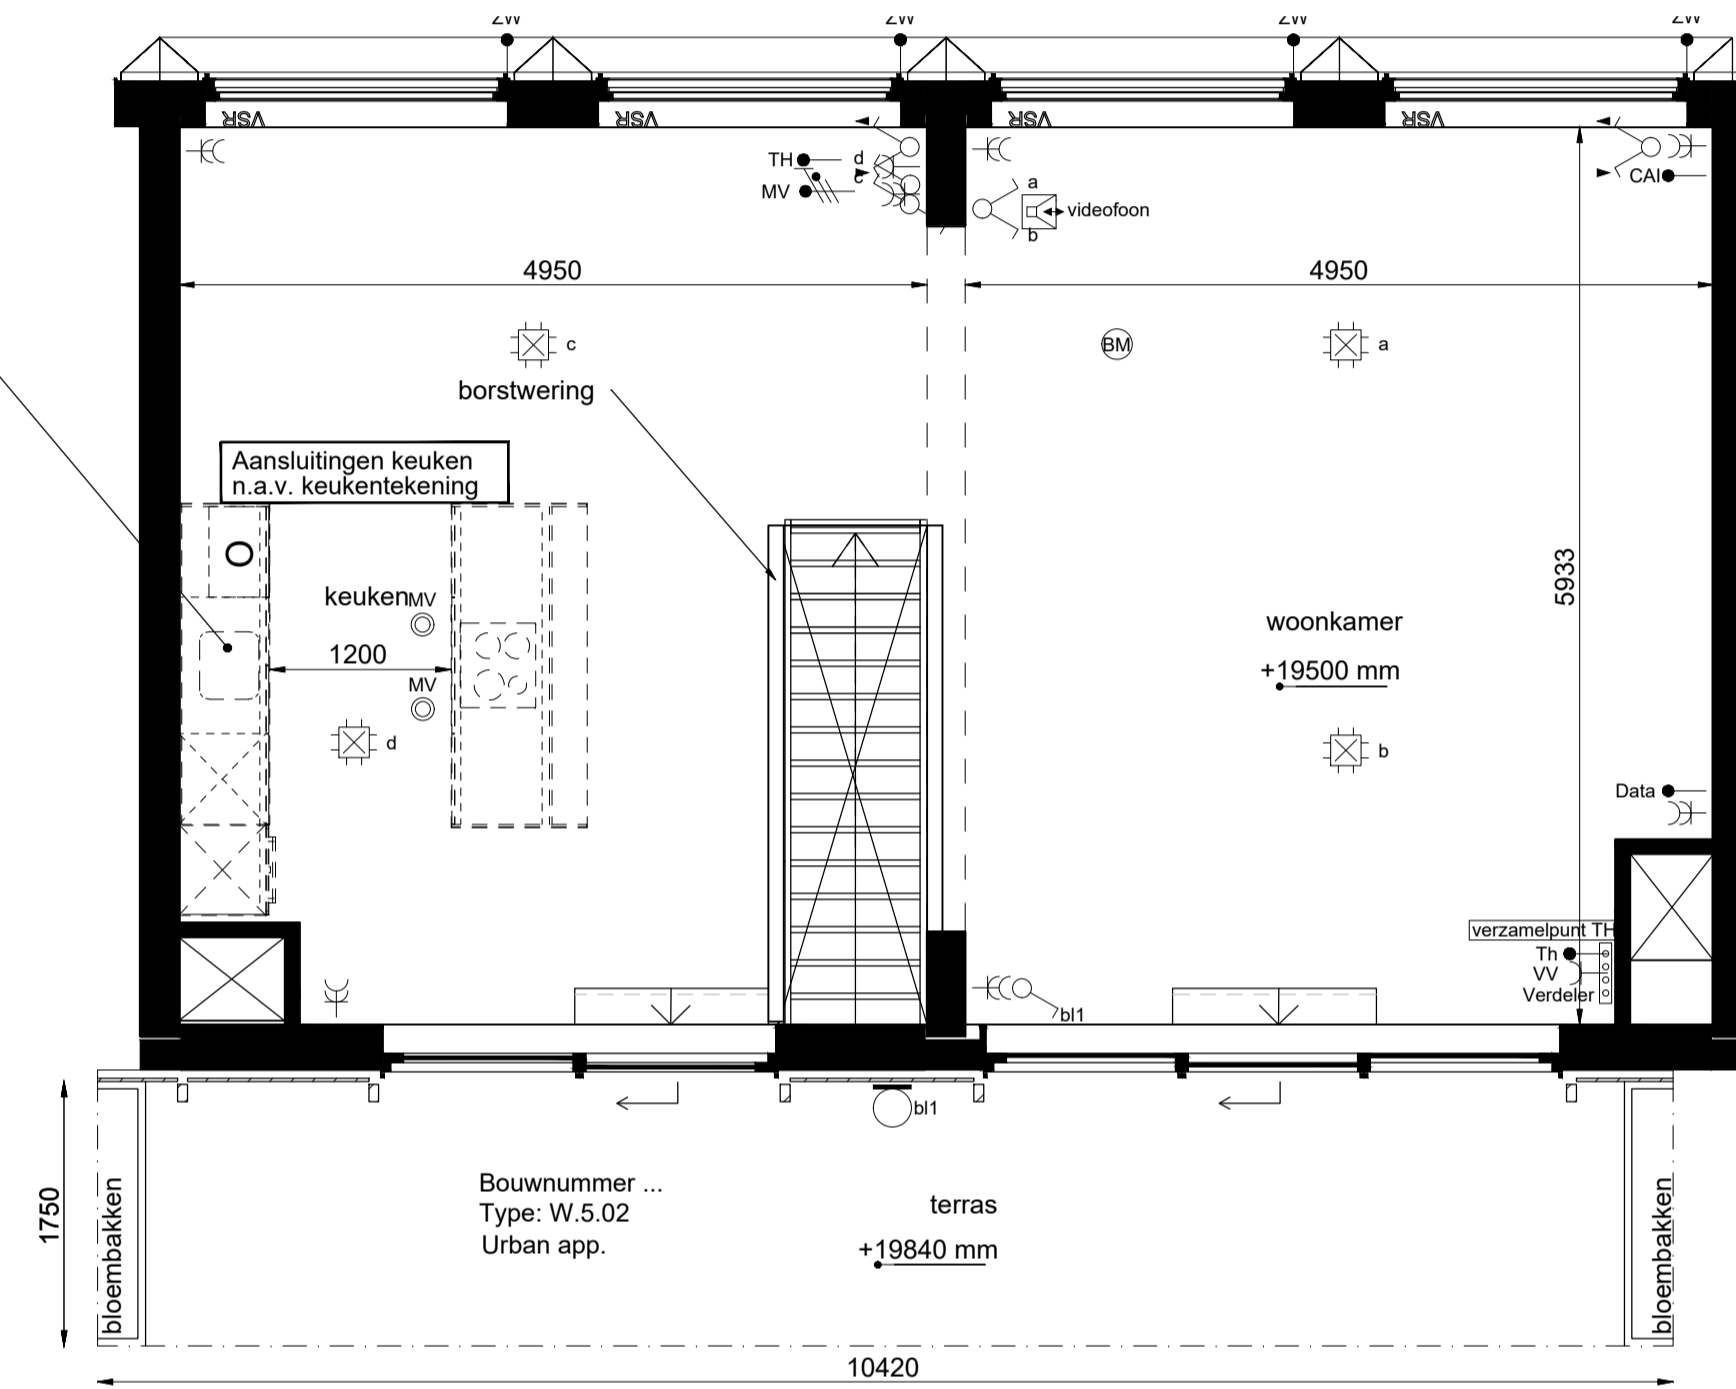 ZW
ZW
ZW
ZW
VSR
VSR
VSR
VSR
TH
d
c
MV
CAI
a
videofoon
b
4950
4950
c
BM
a
borstwering
Aansluitingen keuken
n.a.v. keukentekening
O
keuken
MV
1200
MV
d
5933
woonkamer
+19500 mm
b
Data
verzamelpunt TH
Th
VV
Verdeler
bl1
bl1
1750
bloembakken
Bouwnummer ...
Type: W.5.02
Urban app.
terras
+19840 mm
bloembakken
10420